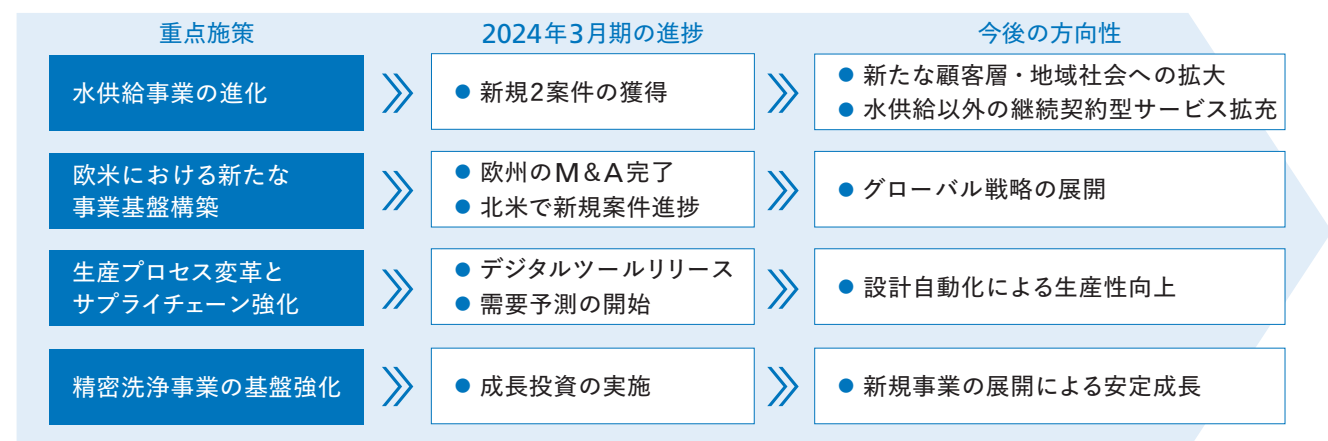 重点施策
2024年3月期の進捗
今後の方向性
水供給事業の進化
● 新規2案件の獲得
● 新たな顧客層・地域社会への拡大
● 水供給以外の継続契約型サービス拡充
欧米における新たな
事業基盤構築
● 欧州のM&A完了
● 北米で新規案件進捗
● グローバル戦略の展開
生産プロセス変革と
サプライチェーン強化
● デジタルツールリリース
● 需要予測の開始
● 設計自動化による生産性向上
精密洗浄事業の基盤強化
● 成長投資の実施
● 新規事業の展開による安定成長